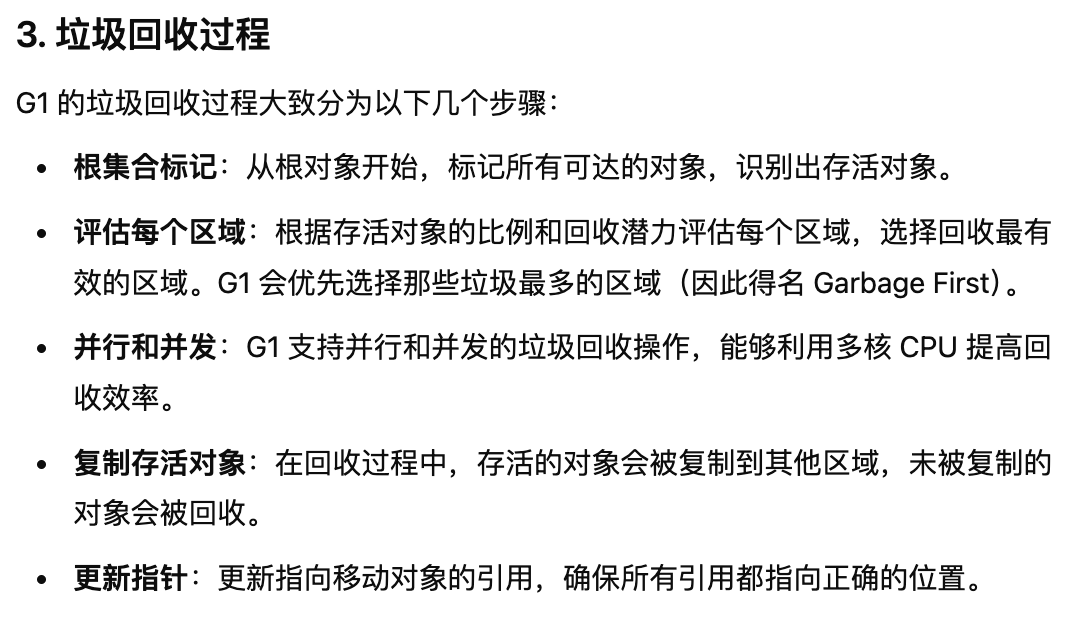 3. 垃圾回收过程
G1 的垃圾回收过程大致分为以下几个步骤：
• 根集合标记：从根对象开始，标记所有可达的对象，识别出存活对象。
• 评估每个区域：根据存活对象的比例和回收潜力评估每个区域，选择回收最有
效的区域。G1 会优先选择那些垃圾最多的区域（因此得名 Garbage First）。
• 并行和并发：G1 支持并行和并发的垃圾回收操作，能够利用多核 CPU 提高回
收效率。
• 复制存活对象：在回收过程中，存活的对象会被复制到其他区域，未被复制的
对象会被回收。
• 更新指针：更新指向移动对象的引用，确保所有引用都指向正确的位置。